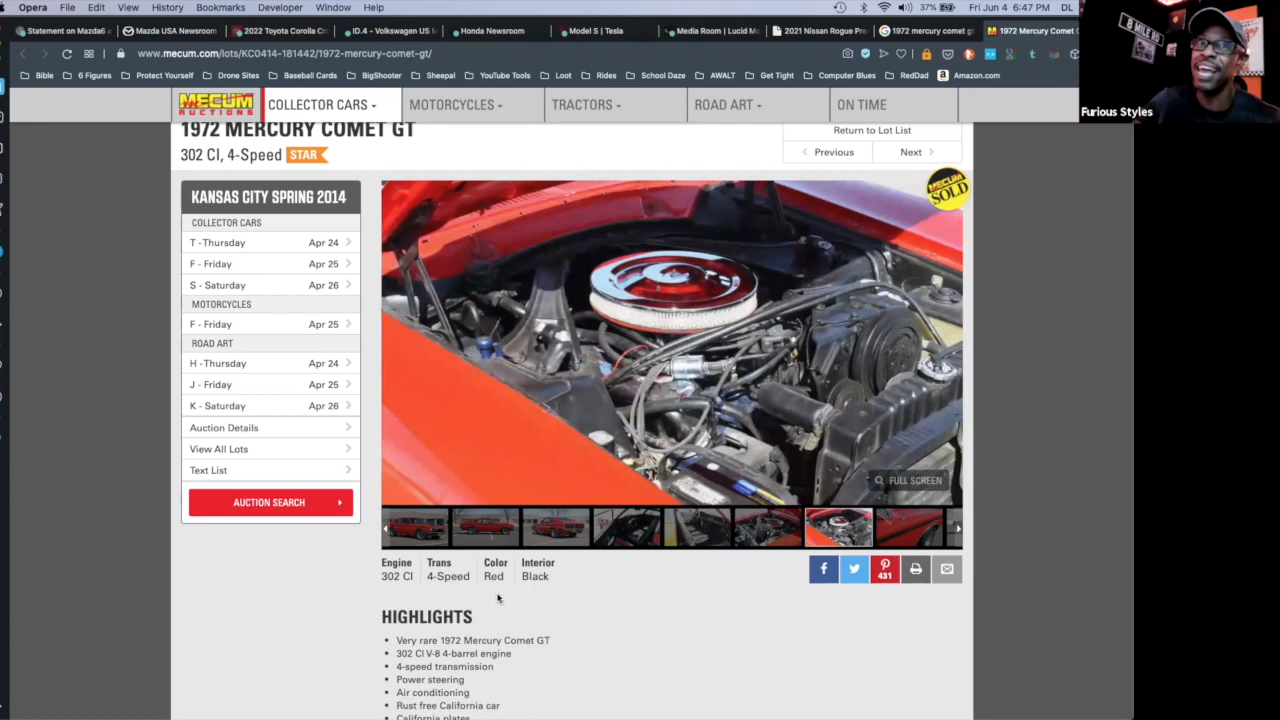 Opera File Edit View History Bookmarks Developer Window Help 37% Fri Jun 4 6:47 PM DL
Statement on Mazda6 a Mazda USA Newsroom 2022 Toyota Corolla Cro ID.4 - Volkswagen US M Honda Newsroom Model S | Tesla Media Room | Lucid Mo 2021 Nissan Rogue Pre 1972 mercury comet gt 1972 Mercury Comet G
www.mecum.com/lots/KC0414-181442/1972-mercury-comet-gt/
Bible 6 Figures Protect Yourself Drone Sites Baseball Cards BigShooter Sheepal YouTube Tools Loot Rides School Daze AWALT Get Tight Computer Blues RedDad Amazon.com
8 MILE RD
Furious Styles
MECUM AUCTIONS COLLECTOR CARS MOTORCYCLES TRACTORS ROAD ART ON TIME
1972 MERCURY COMET GT
302 CI, 4-Speed STAR
Return to Lot List
Previous Next
KANSAS CITY SPRING 2014
COLLECTOR CARS
T - Thursday Apr 24
F - Friday Apr 25
S - Saturday Apr 26
MOTORCYCLES
F - Friday Apr 25
ROAD ART
H - Thursday Apr 24
J - Friday Apr 25
K - Saturday Apr 26
Auction Details
View All Lots
Text List
AUCTION SEARCH
MECUM SOLD
FULL SCREEN
Engine Trans Color Interior
302 CI 4-Speed Red Black
431
HIGHLIGHTS
• Very rare 1972 Mercury Comet GT
• 302 CI V-8 4-barrel engine
• 4-speed transmission
• Power steering
• Air conditioning
• Rust free California car
• California plates